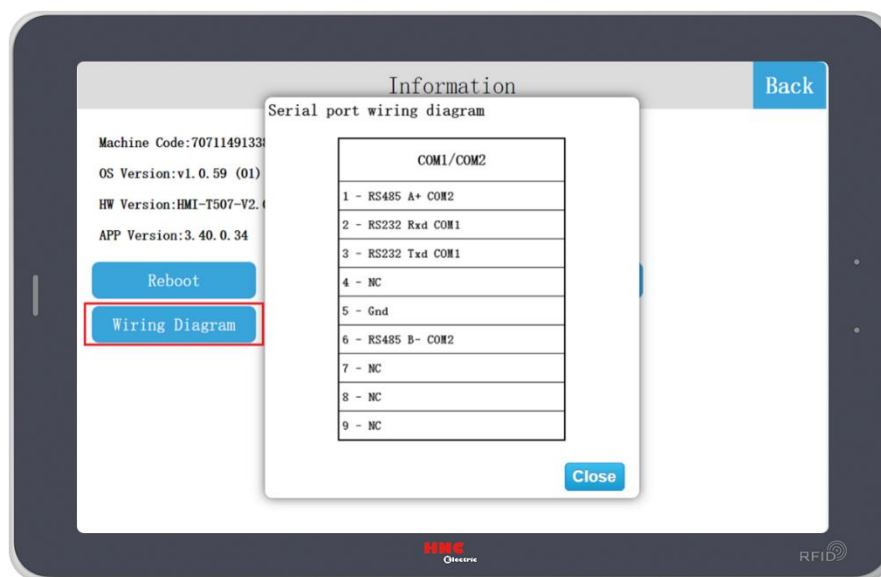 Information
Back
Serial port wiring diagram
Machine Code:7071149133
OS Version:v1.0.59 (01)
HW Version:HMI-T507-V2.
APP Version:3.40.0.34
Reboot
Wiring Diagram
COM1/COM2
1 - RS485 A+ COM2
2 - RS232 Rxd COM1
3 - RS232 Txd COM1
4 - NC
5 - Gnd
6 - RS485 B- COM2
7 - NC
8 - NC
9 - NC
Close
HNC
Electric
RFID